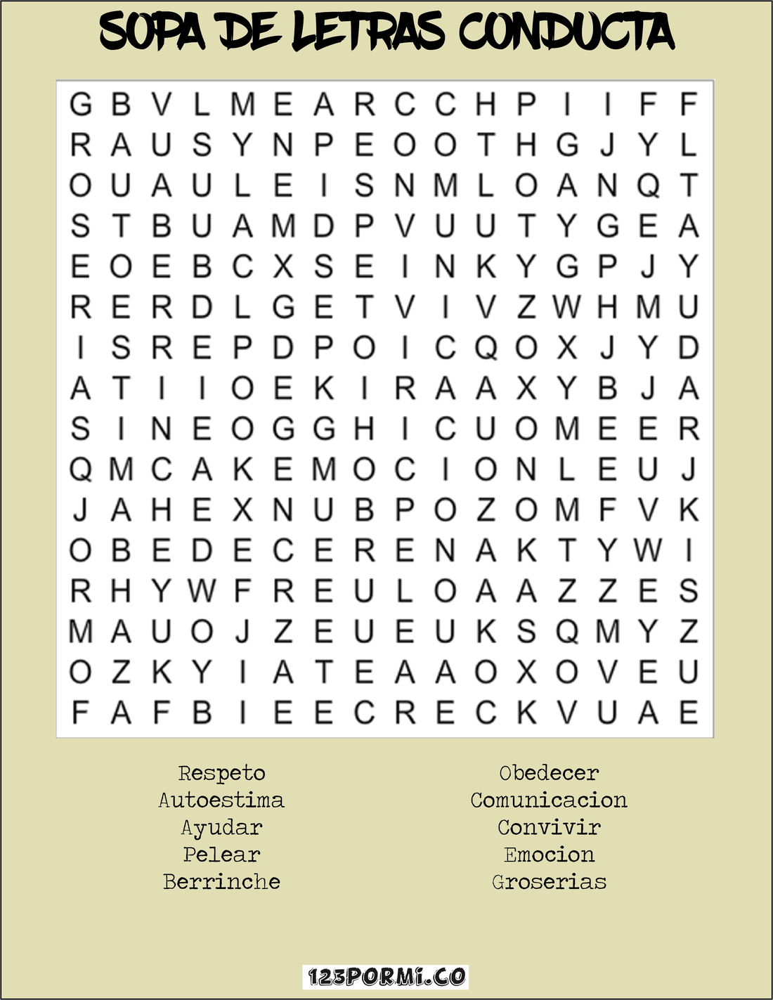 SOPA DE LETRAS CONDUCTA
G B V L M E A R C C H P I I F F
R A U S Y N P E O O T H G J Y L
O U A U L E I S N M L O A N Q T
S T B U A M D P V U U T Y G E A
E O E B C X S E I N K Y G P J Y
R E R D L G E T V I V Z W H M U
I S R E P D P O I C Q O X J Y D
A T I I O E K I R A A X Y B J A
S I N E O G G H I C U O M E E R
Q M C A K E M O C I O N L E U J
J A H E X N U B P O Z O M F V K
O B E D E C E R E N A K T Y W I
R H Y W F R E U L O A A Z Z E S
M A U O J Z E U E U K S Q M Y Z
O Z K Y I A T E A A O X O V E U
F A F B I E E C R E C K V U A E
Respeto Obedecer
Autoestima Comunicacion
Ayudar Convivir
Pelear Emocion
Berrinche Groserias
123PORMi.CO